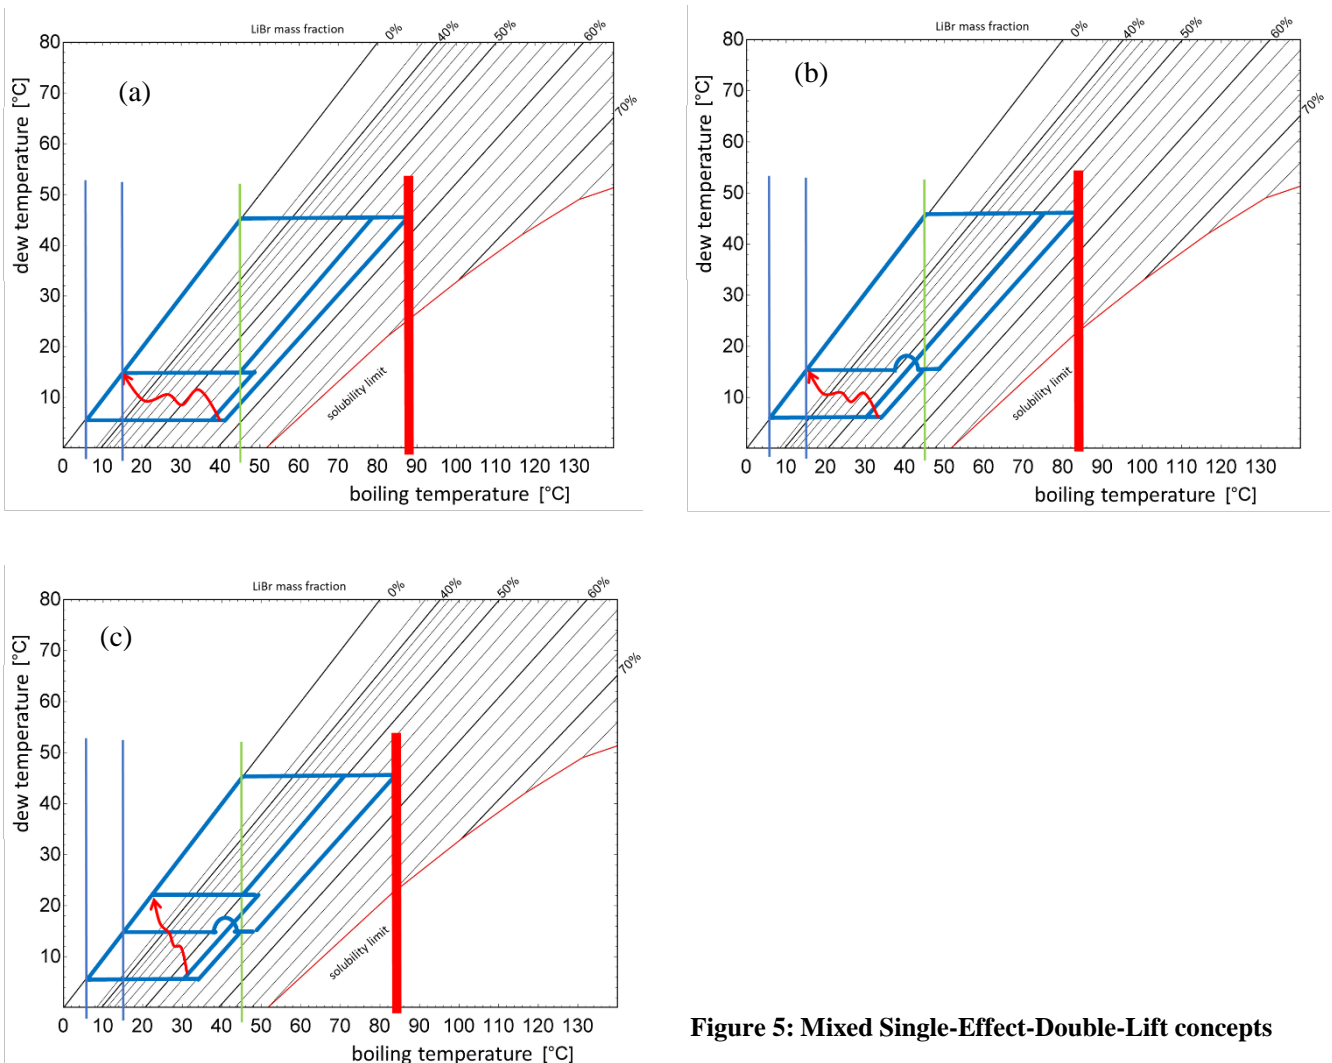 LiBr mass fraction
0%
40%
50%
60%
70%
(a)
dew temperature [°C]
80
70
60
50
40
30
20
10
solubility limit
0 10 20 30 40 50 60 70 80 90 100 110 120 130
boiling temperature [°C]
LiBr mass fraction
0%
40%
50%
60%
70%
(b)
dew temperature [°C]
80
70
60
50
40
30
20
10
solubility limit
0 10 20 30 40 50 60 70 80 90 100 110 120 130
boiling temperature [°C]
LiBr mass fraction
0%
40%
50%
60%
70%
(c)
dew temperature [°C]
80
70
60
50
40
30
20
10
solubility limit
0 10 20 30 40 50 60 70 80 90 100 110 120 130
boiling temperature [°C]
Figure 5: Mixed Single-Effect-Double-Lift concepts